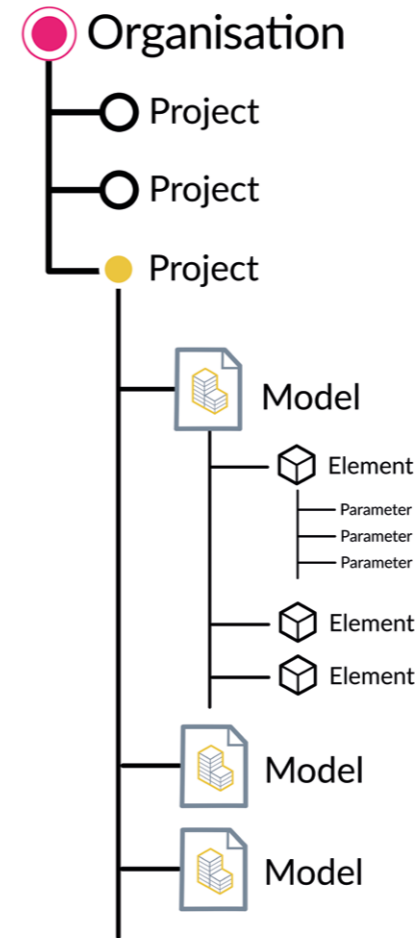 Organisation
Project
Project
Project
Model
Element
Parameter
Parameter
Parameter
Element
Element
Model
Model